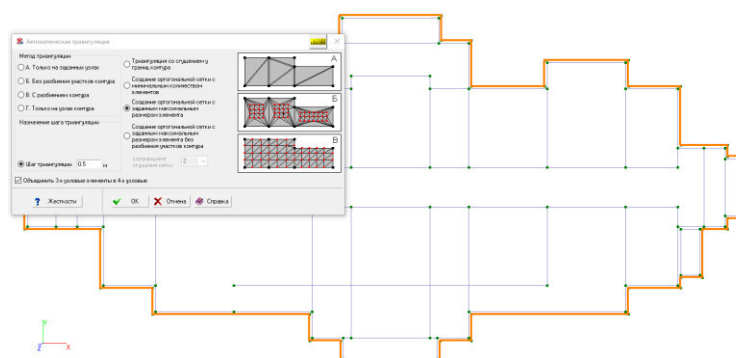 Автоматическая триангуляция
Метод триангуляции
А. Только на заданных узлах
Б. Без разбиения участков контура
В. С разбиением контура
Г. Только на узлах контура
Назначение шага триангуляции
Шаг триангуляции 0.5 м
Триангуляция со сгущением у границ контура
Создание ортогональной сетки с минимальным количеством элементов
Создание ортогональной сетки с заданным максимальным размером элемента
Создание ортогональной сетки с заданным максимальным размером элемента без разбиения участков контура
коэффициент сгущения сетки 2
А
Б
В
Объединить 3-х узловые элементы в 4-х узловые
? Жесткости
ОК
Отмена
Справка
Y
Z
X